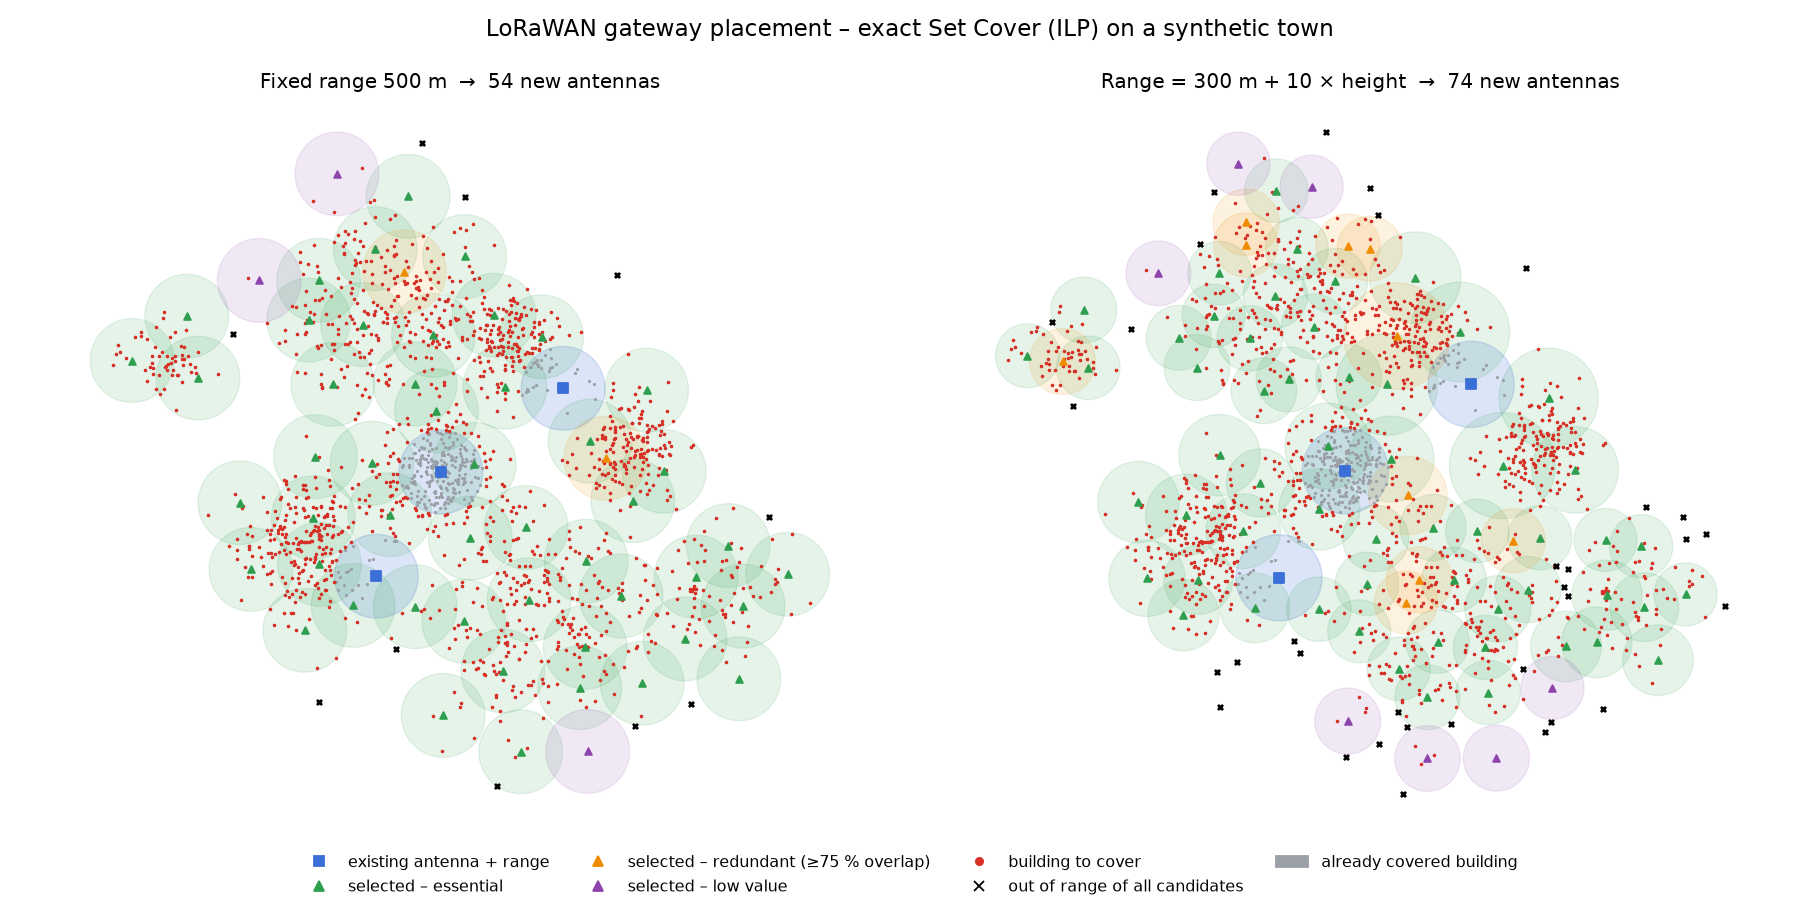 LoRaWAN gateway placement – exact Set Cover (ILP) on a synthetic town
Fixed range 500 m → 54 new antennas
Range = 300 m + 10 × height → 74 new antennas
existing antenna + range
selected – essential
selected – redundant (≥75 % overlap)
selected – low value
building to cover
out of range of all candidates
already covered building